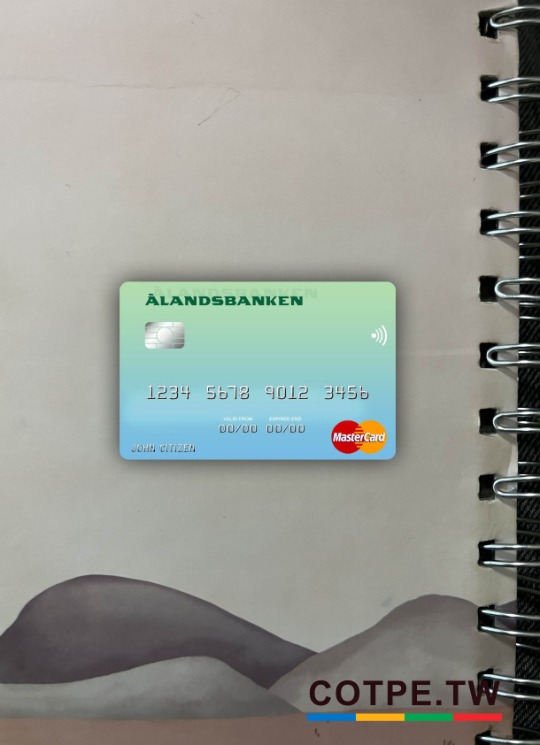 ÅLANDSBANKEN
1234 5678 9012 3456
VALID FROM EXPIRES END
00/00 00/00
MasterCard
JOHN CITIZEN
COTPE.TW